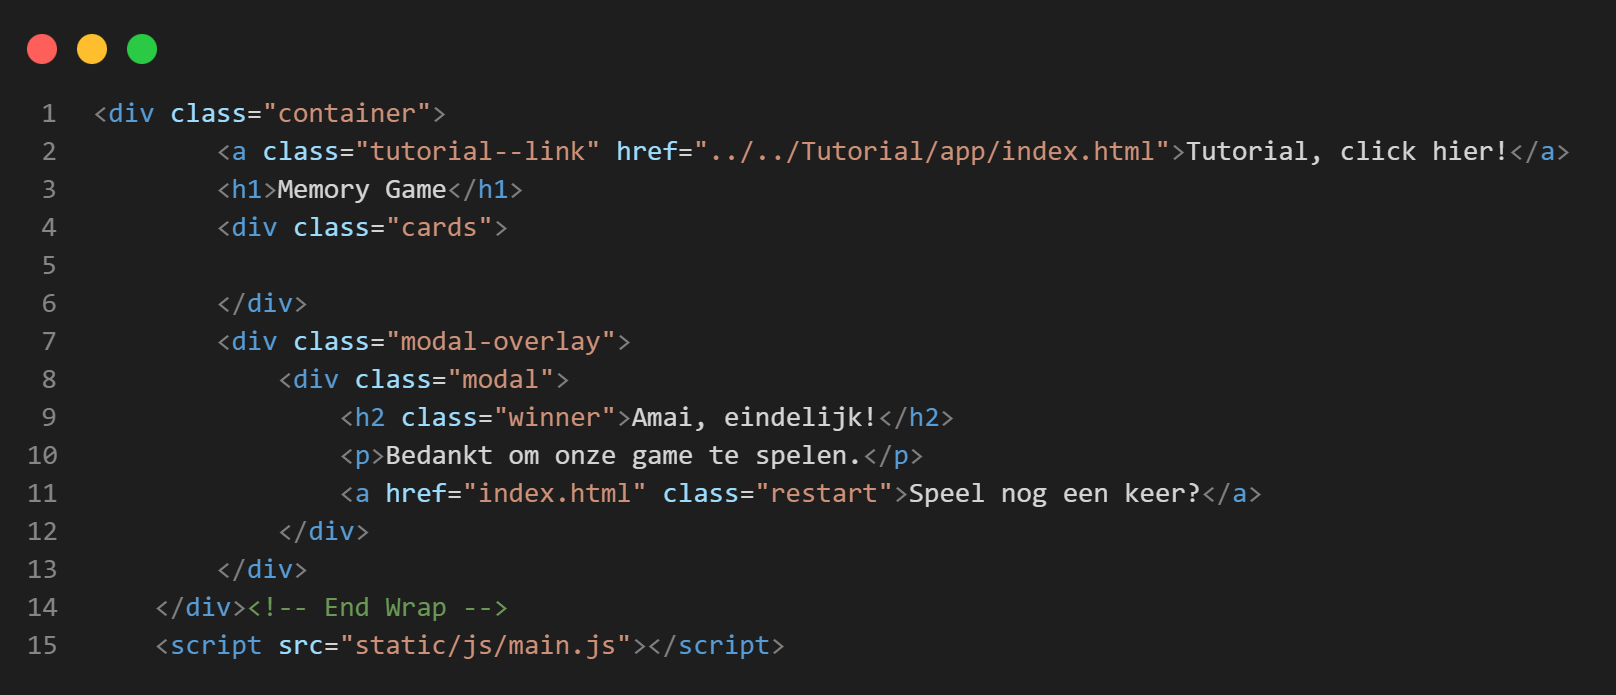 1 <div class="container">
2 <a class="tutorial--link" href="../../Tutorial/app/index.html">Tutorial, click hier!</a>
3 <h1>Memory Game</h1>
4 <div class="cards">
5
6 </div>
7 <div class="modal-overlay">
8 <div class="modal">
9 <h2 class="winner">Amai, eindelijk!</h2>
10 <p>Bedankt om onze game te spelen.</p>
11 <a href="index.html" class="restart">Speel nog een keer?</a>
12 </div>
13 </div>
14 </div><!-- End Wrap -->
15 <script src="static/js/main.js"></script>